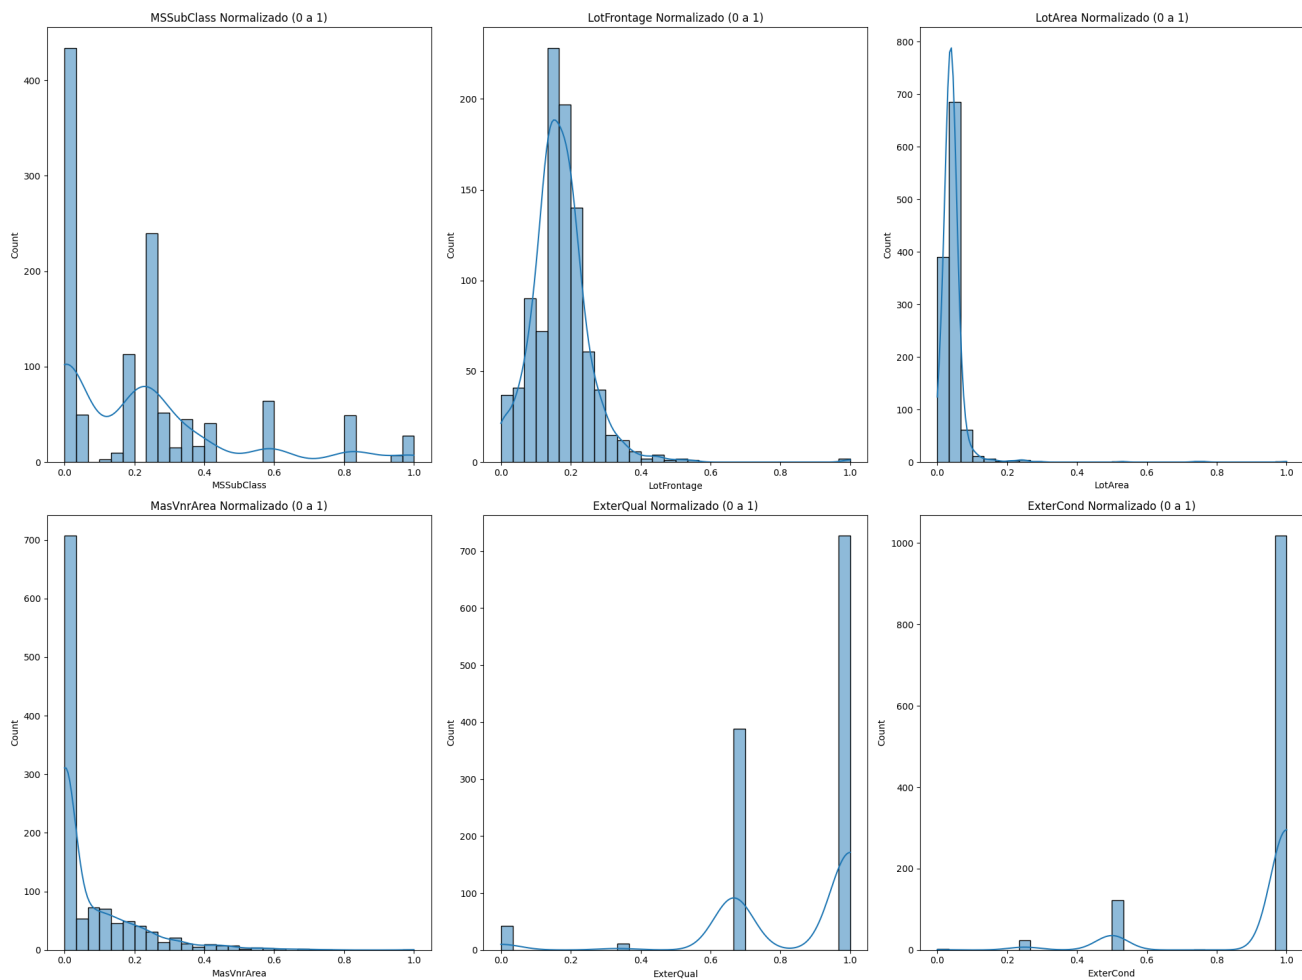 MSSubClass Normalizado (0 a 1)
400
300
200
100
0
Count
0.0 0.2 0.4 0.6 0.8 1.0
MSSubClass
LotFrontage Normalizado (0 a 1)
200
150
100
50
0
Count
0.0 0.2 0.4 0.6 0.8 1.0
LotFrontage
LotArea Normalizado (0 a 1)
800
700
600
500
400
300
200
100
0
Count
0.0 0.2 0.4 0.6 0.8 1.0
LotArea
MasVnrArea Normalizado (0 a 1)
700
600
500
400
300
200
100
0
Count
0.0 0.2 0.4 0.6 0.8 1.0
MasVnrArea
ExterQual Normalizado (0 a 1)
700
600
500
400
300
200
100
0
Count
0.0 0.2 0.4 0.6 0.8 1.0
ExterQual
ExterCond Normalizado (0 a 1)
1000
800
600
400
200
0
Count
0.0 0.2 0.4 0.6 0.8 1.0
ExterCond